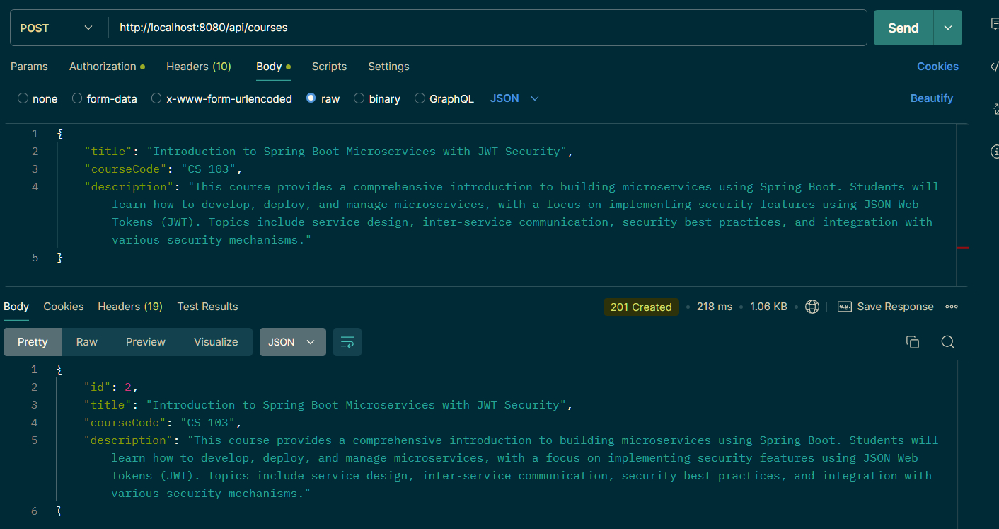 POST http://localhost:8080/api/courses Send
Params Authorization Headers (10) Body Scripts Settings Cookies
none form-data x-www-form-urlencoded raw binary GraphQL JSON Beautify
1 {
2 "title": "Introduction to Spring Boot Microservices with JWT Security",
3 "courseCode": "CS 103",
4 "description": "This course provides a comprehensive introduction to building microservices using Spring Boot. Students will
learn how to develop, deploy, and manage microservices, with a focus on implementing security features using JSON Web
Tokens (JWT). Topics include service design, inter-service communication, security best practices, and integration with
various security mechanisms."
5 }
Body Cookies Headers (19) Test Results 201 Created • 218 ms • 1.06 KB • e.g. Save Response
Pretty Raw Preview Visualize JSON
1 {
2 "id": 2,
3 "title": "Introduction to Spring Boot Microservices with JWT Security",
4 "courseCode": "CS 103",
5 "description": "This course provides a comprehensive introduction to building microservices using Spring Boot. Students will
learn how to develop, deploy, and manage microservices, with a focus on implementing security features using JSON Web
Tokens (JWT). Topics include service design, inter-service communication, security best practices, and integration with
various security mechanisms."
6 }